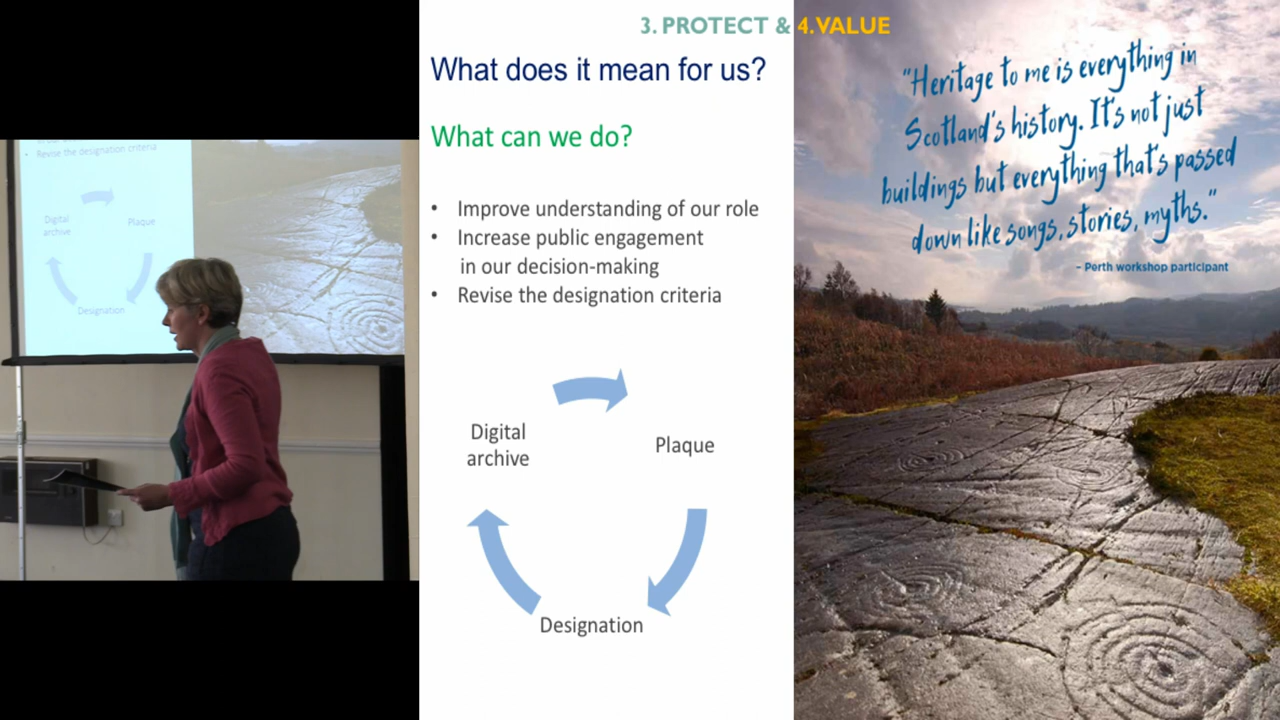 3. PROTECT & 4. VALUE
What does it mean for us?
What can we do?
• Improve understanding of our role
• Increase public engagement
in our decision-making
• Revise the designation criteria
Digital
archive
Plaque
Designation
"Heritage to me is everything in
Scotland's history. It's not just
buildings but everything that's passed
down like songs, stories, myths."
– Perth workshop participant
• Revise the designation criteria
Digital
archive
Plaque
Designation